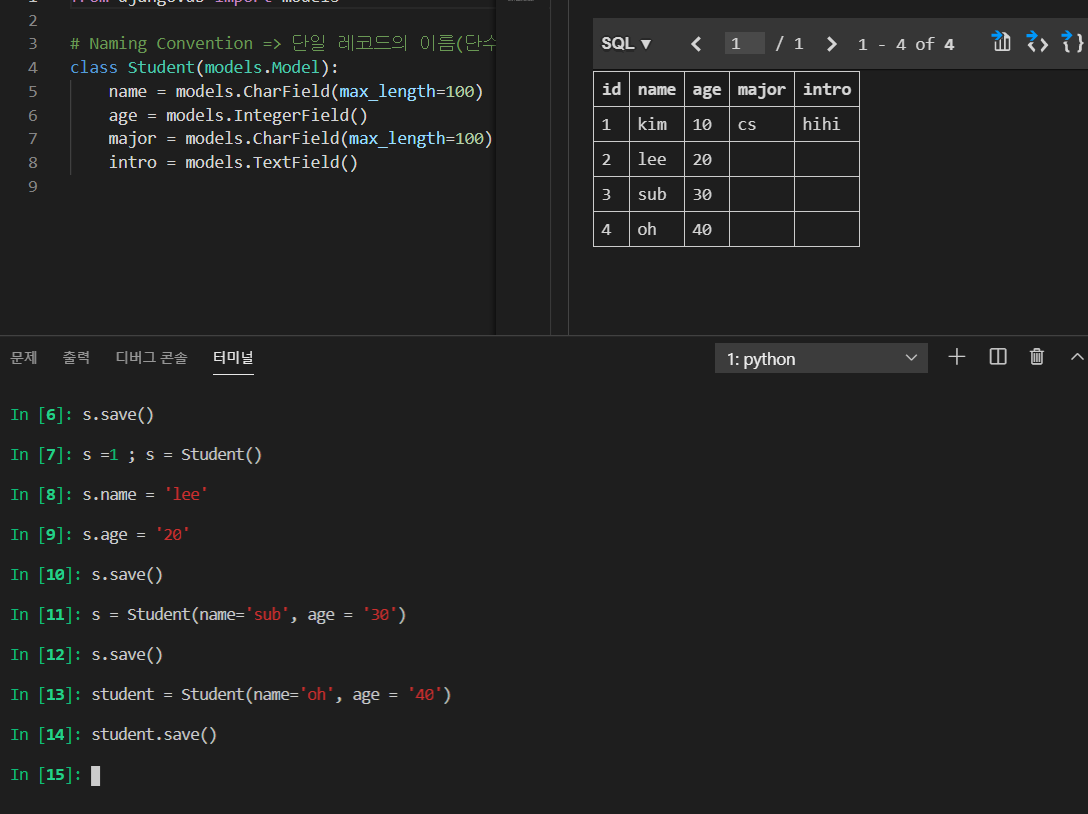 1 from django.db import models
2
3 # Naming Convention => 단일 레코드의 이름(단수
4 class Student(models.Model):
5 name = models.CharField(max_length=100)
6 age = models.IntegerField()
7 major = models.CharField(max_length=100)
8 intro = models.TextField()
9
SQL ▼ < 1 / 1 > 1 - 4 of 4
id name age major intro
1 kim 10 cs hihi
2 lee 20
3 sub 30
4 oh 40
문제 출력 디버그 콘솔 터미널 1: python
In [6]: s.save()
In [7]: s =1 ; s = Student()
In [8]: s.name = 'lee'
In [9]: s.age = '20'
In [10]: s.save()
In [11]: s = Student(name='sub', age = '30')
In [12]: s.save()
In [13]: student = Student(name='oh', age = '40')
In [14]: student.save()
In [15]: